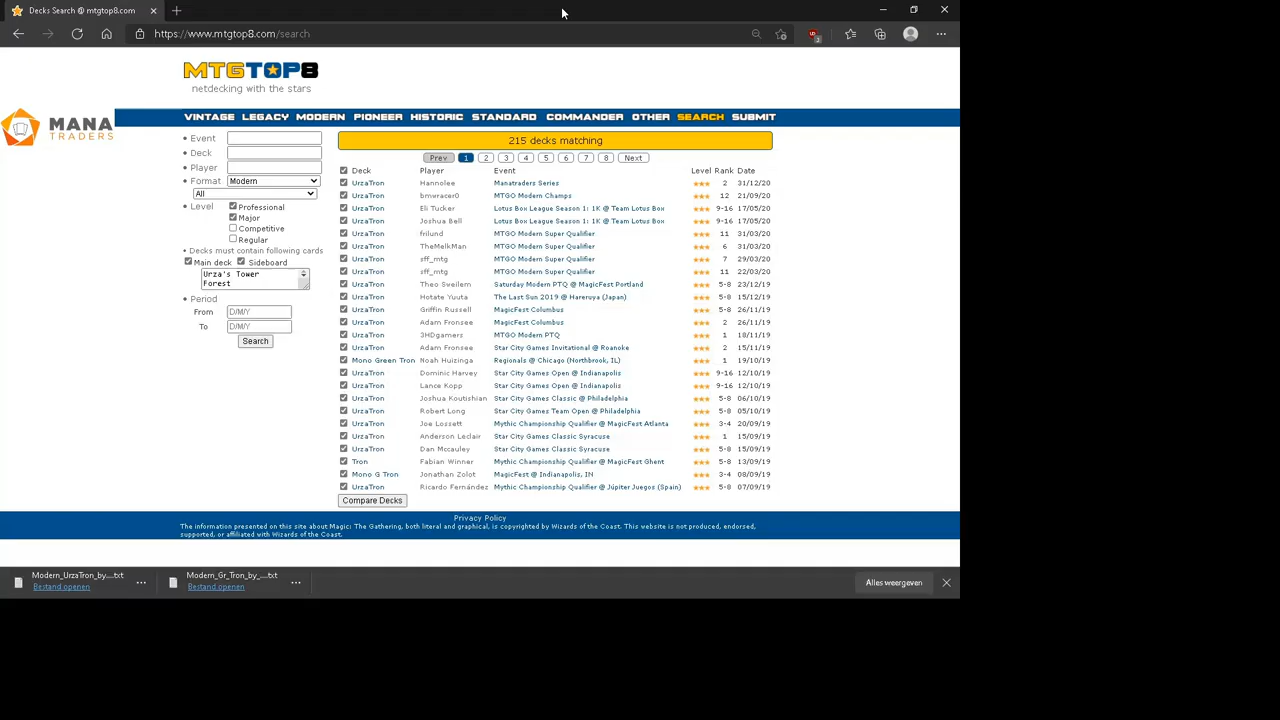 Decks Search @ mtgtop8.com
https://www.mtgtop8.com/search
MTGTOP8
netdecking with the stars
MANA TRADERS
VINTAGE LEGACY MODERN PIONEER HISTORIC STANDARD COMMANDER OTHER SEARCH SUBMIT
Event
Deck
Player
Format Modern
All
Level Professional
Major
Competitive
Regular
Decks must contain following cards
Main deck Sideboard
Urza's Tower
Forest
Period
From D/M/Y
To D/M/Y
Search
215 decks matching
Prev 1 2 3 4 5 6 7 8 Next
Deck Player Event Level Rank Date
UrzaTron Hannolee Manatraders Series 2 31/12/20
UrzaTron bmwracer0 MTGO Modern Champs 12 21/09/20
UrzaTron Eli Tucker Lotus Box League Season 1: 1K @ Team Lotus Box 9-16 17/05/20
UrzaTron Joshua Bell Lotus Box League Season 1: 1K @ Team Lotus Box 9-16 17/05/20
UrzaTron frilund MTGO Modern Super Qualifier 11 31/03/20
UrzaTron TheMelkMan MTGO Modern Super Qualifier 6 31/03/20
UrzaTron sff_mtg MTGO Modern Super Qualifier 7 29/03/20
UrzaTron sff_mtg MTGO Modern Super Qualifier 11 22/03/20
UrzaTron Theo Sweilem Saturday Modern PTQ @ MagicFest Portland 5-8 23/12/19
UrzaTron Hotate Yuuta The Last Sun 2019 @ Hareruya (Japan) 5-8 15/12/19
UrzaTron Griffin Russell MagicFest Columbus 5-8 26/11/19
UrzaTron Adam Fronsee MagicFest Columbus 2 26/11/19
UrzaTron 3HDgamers MTGO Modern PTQ 1 18/11/19
UrzaTron Adam Fronsee Star City Games Invitational @ Roanoke 2 15/11/19
Mono Green Tron Noah Huizinga Regionals @ Chicago (Northbrook, IL) 1 19/10/19
UrzaTron Dominic Harvey Star City Games Open @ Indianapolis 9-16 12/10/19
UrzaTron Lance Kopp Star City Games Open @ Indianapolis 9-16 12/10/19
UrzaTron Joshua Koutishian Star City Games Classic @ Philadelphia 5-8 06/10/19
UrzaTron Robert Long Star City Games Team Open @ Philadelphia 5-8 05/10/19
UrzaTron Joe Lossett Mythic Championship Qualifier @ MagicFest Atlanta 3-4 20/09/19
UrzaTron Anderson Leclair Star City Games Classic Syracuse 1 15/09/19
UrzaTron Dan Mccauley Star City Games Classic Syracuse 5-8 15/09/19
Tron Fabian Winner Mythic Championship Qualifier @ MagicFest Ghent 5-8 13/09/19
Mono G Tron Jonathan Zolot MagicFest @ Indianapolis, IN 3-4 08/09/19
UrzaTron Ricardo Fernández Mythic Championship Qualifier @ Júpiter Juegos (Spain) 5-8 07/09/19
Compare Decks
Privacy Policy
The information presented on this site about Magic: The Gathering, both literal and graphical, is copyrighted by Wizards of the Coast. This website is not produced, endorsed,
supported, or affiliated with Wizards of the Coast.
Modern_UrzaTron_by....txt
Bestand openen
Modern_Gr_Tron_by_....txt
Bestand openen
Alles weergeven